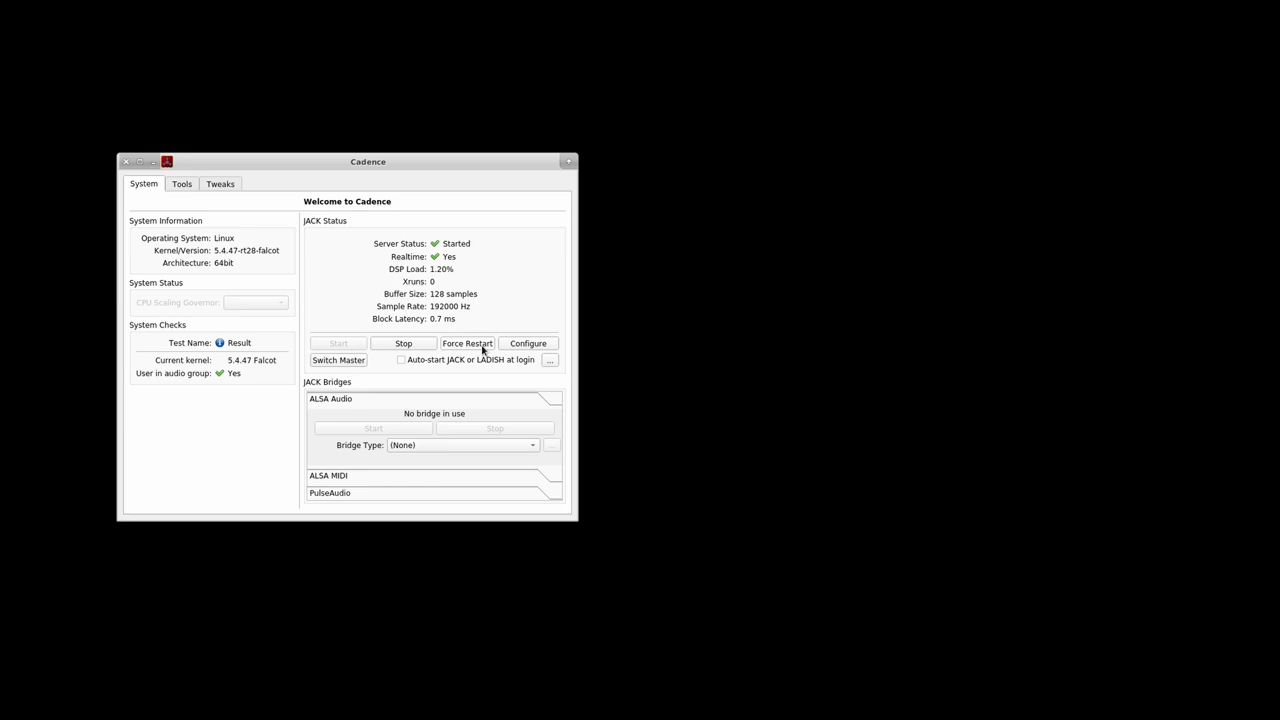 Cadence
System Tools Tweaks
Welcome to Cadence
System Information
Operating System: Linux
Kernel/Version: 5.4.47-rt28-falcot
Architecture: 64bit
System Status
CPU Scaling Governor:
System Checks
Test Name: Result
Current kernel: 5.4.47 Falcot
User in audio group: Yes
JACK Status
Server Status: Started
Realtime: Yes
DSP Load: 1.20%
Xruns: 0
Buffer Size: 128 samples
Sample Rate: 192000 Hz
Block Latency: 0.7 ms
Start Stop Force Restart Configure
Switch Master Auto-start JACK or LADISH at login ...
JACK Bridges
ALSA Audio
No bridge in use
Start Stop
Bridge Type: (None) ...
ALSA MIDI
PulseAudio